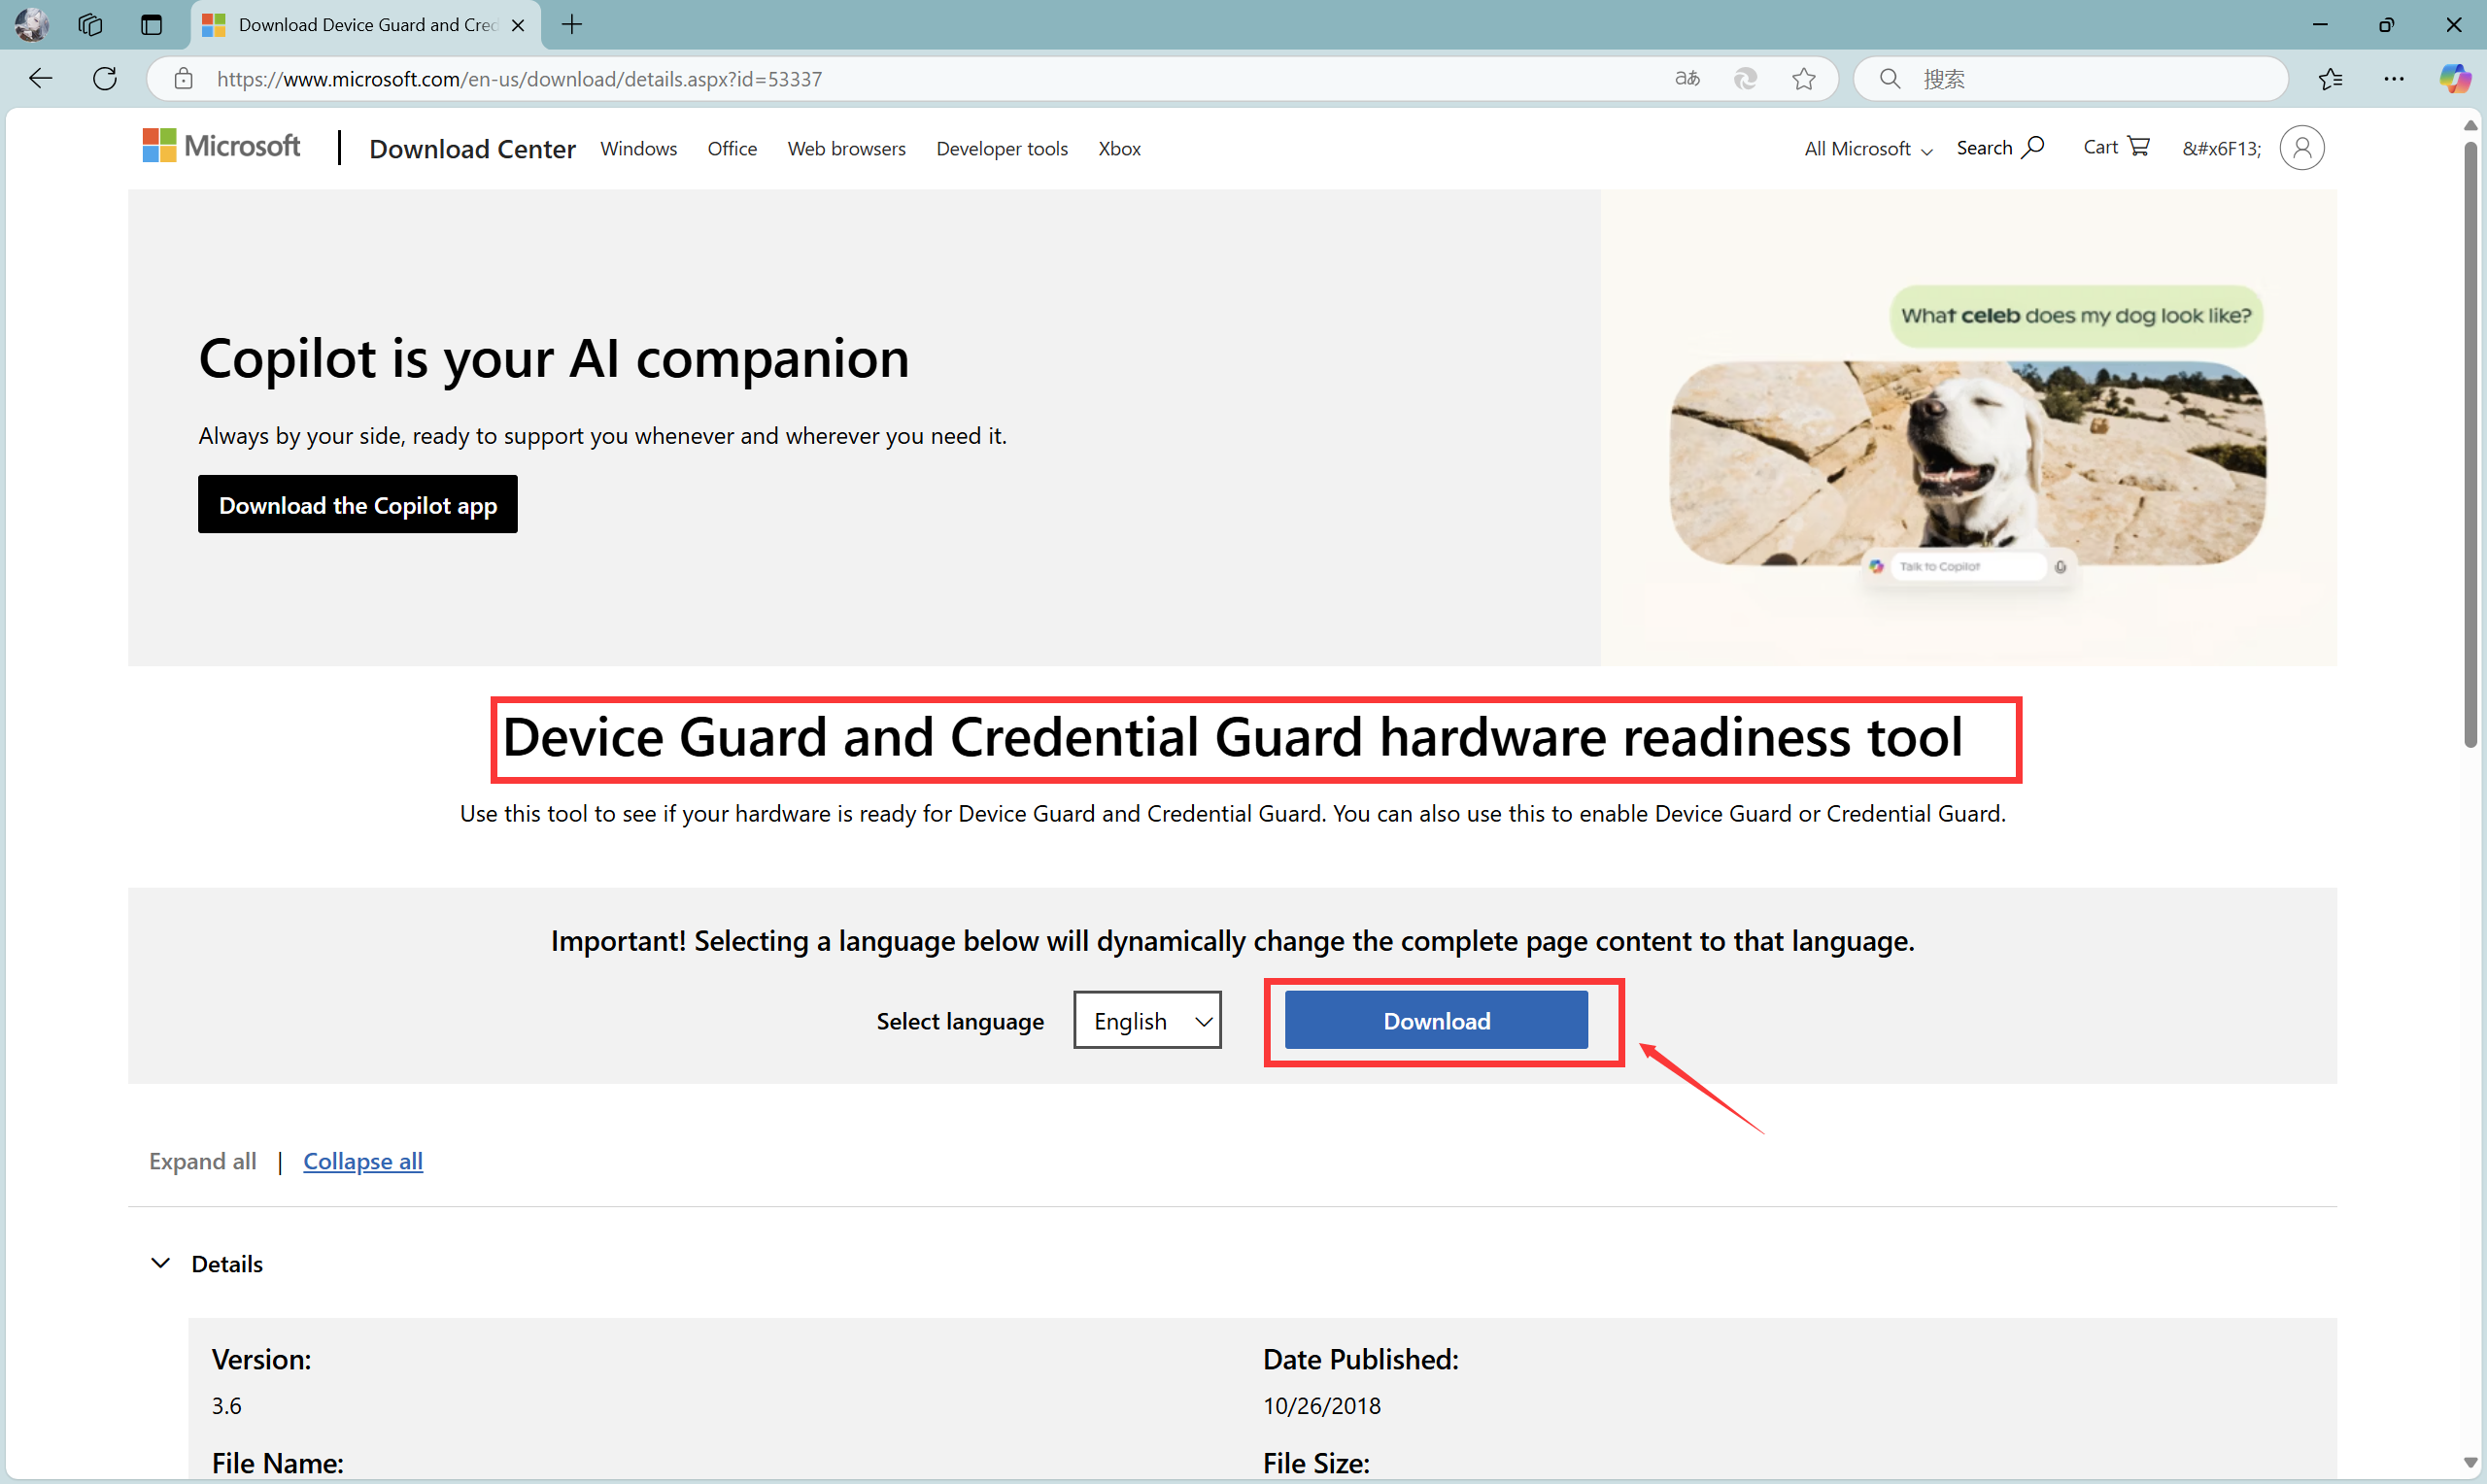 Download Device Guard and Cred
https://www.microsoft.com/en-us/download/details.aspx?id=53337
aあ
搜索
Microsoft
Download Center
Windows
Office
Web browsers
Developer tools
Xbox
All Microsoft
Search
Cart
&#x6F13;
Copilot is your AI companion
Always by your side, ready to support you whenever and wherever you need it.
Download the Copilot app
What celeb does my dog look like?
Talk to Copilot
Device Guard and Credential Guard hardware readiness tool
Use this tool to see if your hardware is ready for Device Guard and Credential Guard. You can also use this to enable Device Guard or Credential Guard.
Important! Selecting a language below will dynamically change the complete page content to that language.
Select language
English
Download
Expand all | Collapse all
Details
Version:
Date Published:
3.6
10/26/2018
File Name:
File Size: